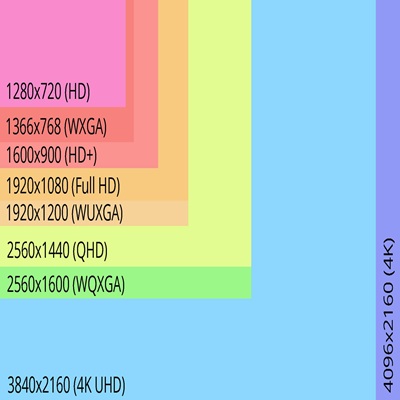 1280x720 (HD)
1366x768 (WXGA)
1600x900 (HD+)
1920x1080 (Full HD)
1920x1200 (WUXGA)
2560x1440 (QHD)
2560x1600 (WQXGA)
3840x2160 (4K UHD)
4096x2160 (4K)